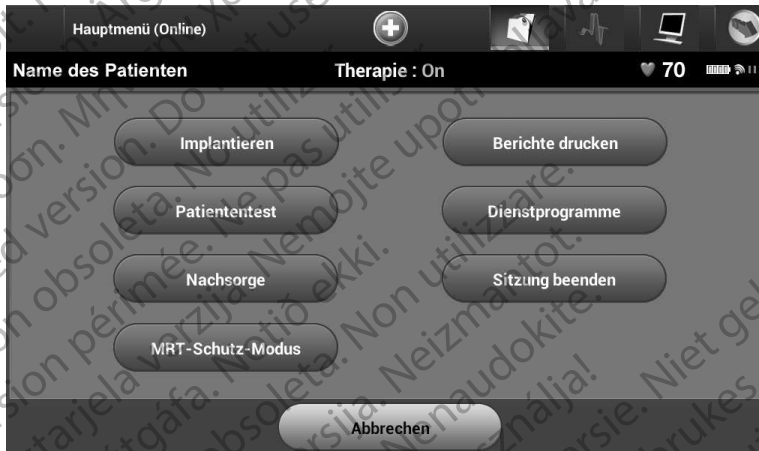 Hauptmenü (Online)
Name des Patienten Therapie : On 70
Implantieren Berichte drucken
Patiententest Dienstprogramme
Nachsorge Sitzung beenden
MRT-Schutz-Modus
Abbrechen